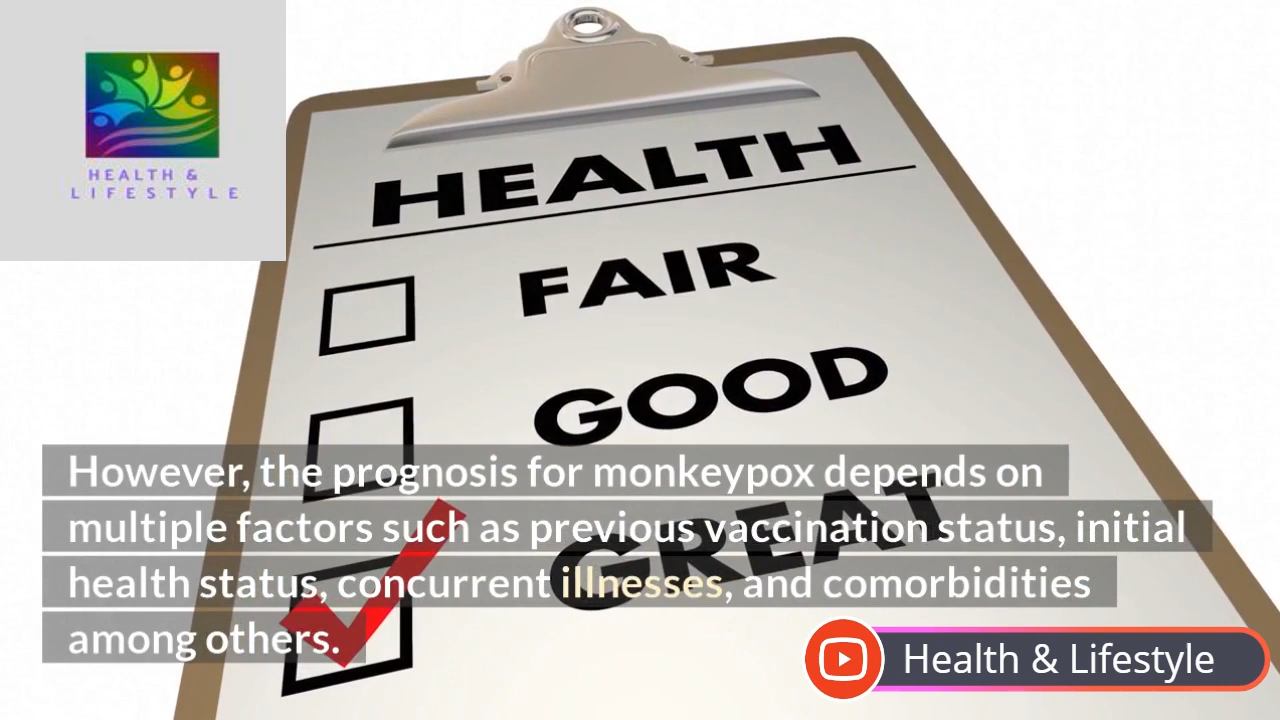 HEALTH &
LIFESTYLE
HEALTH
FAIR
GOOD
GREAT
However, the prognosis for monkeypox depends on
multiple factors such as previous vaccination status, initial
health status, concurrent illnesses, and comorbidities
among others.
Health & Lifestyle